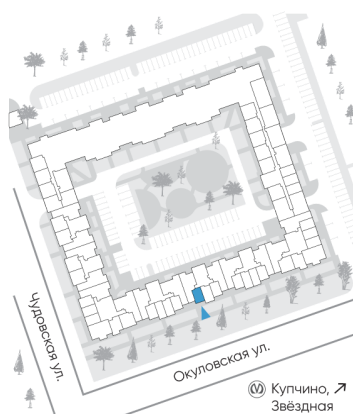 Чудовская ул.
Окуловская ул.
М Купчино, ↗
Звёздная